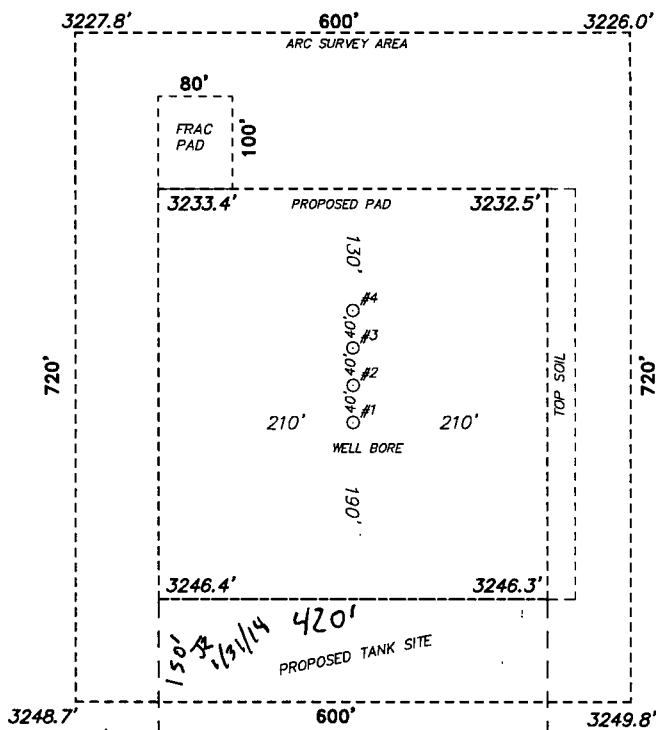 3227.8' 600' 3226.0'
ARC SURVEY AREA
80'
FRAC
PAD
100'
3233.4' PROPOSED PAD 3232.5'
130'
#4
40'
#3
40'
720' 720'
#2
40'
TOP SOIL
#1
210' 210'
WELL BORE
190'
3246.4' 3246.3'
150' JR 1/31/14 420'
PROPOSED TANK SITE
3248.7' 600' 3249.8'